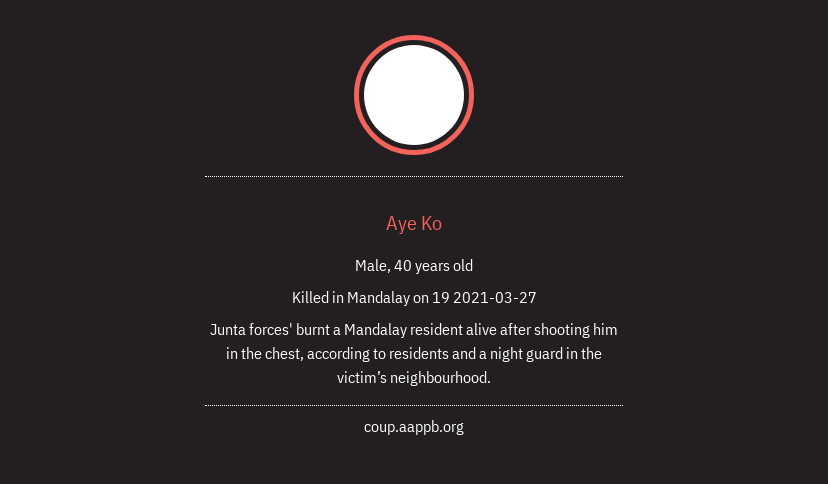 Aye Ko
Male, 40 years old
Killed in Mandalay on 19 2021-03-27
Junta forces' burnt a Mandalay resident alive after shooting him
in the chest, according to residents and a night guard in the
victim’s neighbourhood.
coup.aappb.org